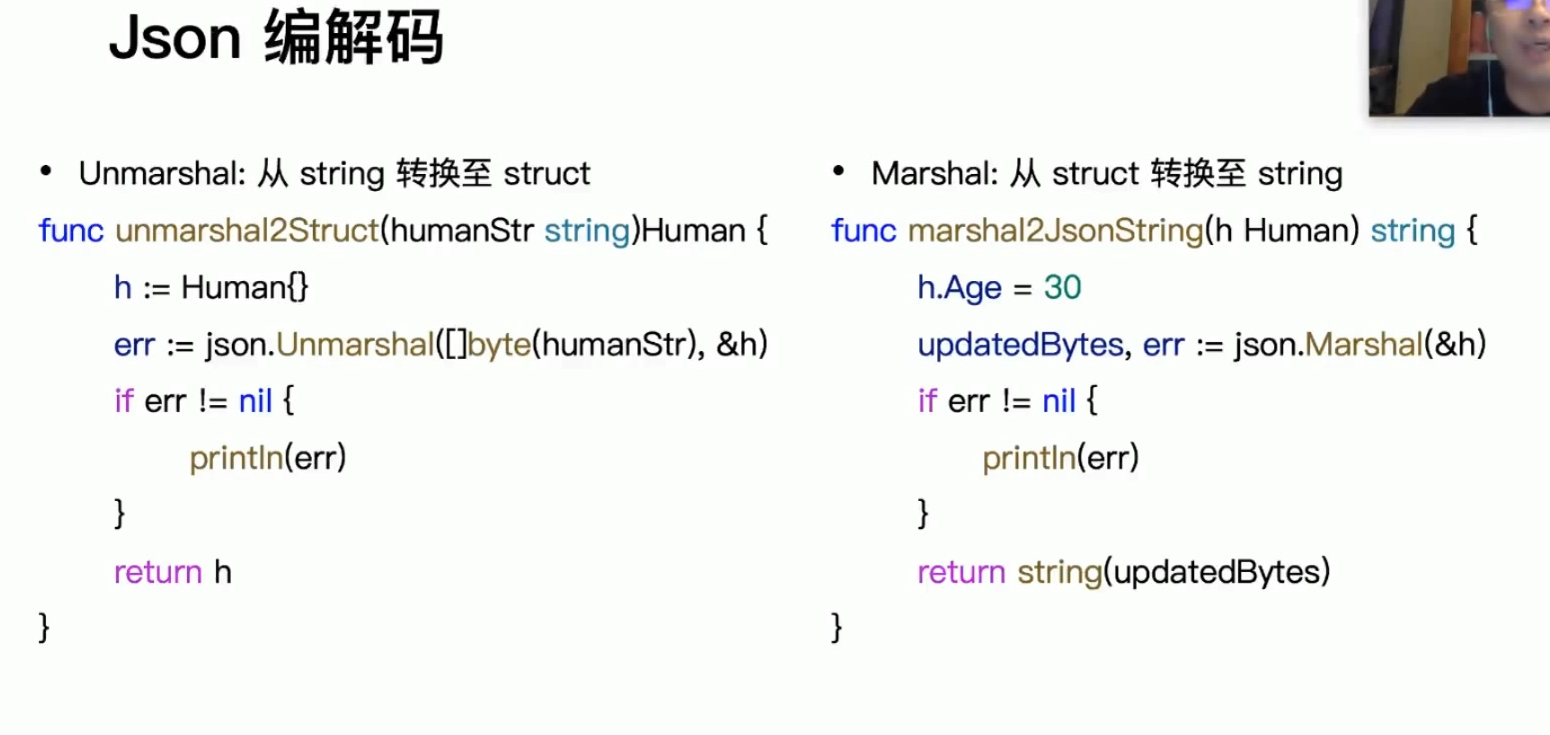 Json 编解码
• Unmarshal: 从 string 转换至 struct
func unmarshal2Struct(humanStr string)Human {
h := Human{}
err := json.Unmarshal([]byte(humanStr), &h)
if err != nil {
println(err)
}
return h
}
• Marshal: 从 struct 转换至 string
func marshal2JsonString(h Human) string {
h.Age = 30
updatedBytes, err := json.Marshal(&h)
if err != nil {
println(err)
}
return string(updatedBytes)
}